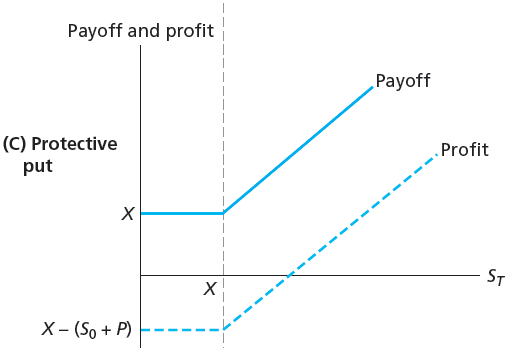 Payoff and profit
Payoff
(C) Protective
put
Profit
X
X
S_T
X – (S_0 + P)